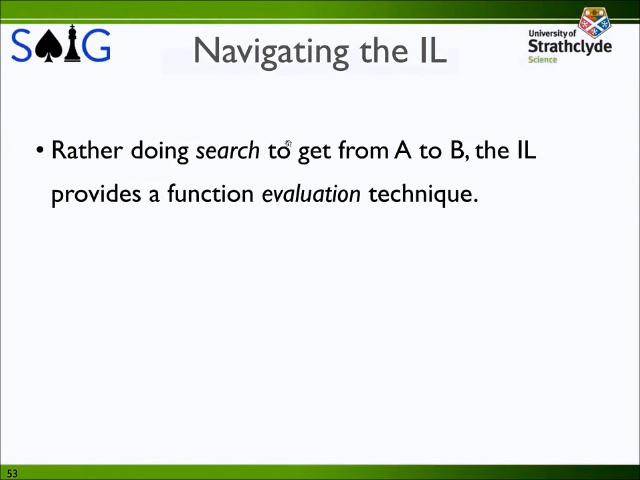 S♠I♟G
Navigating the IL
University of
Strathclyde
Science
• Rather doing search to get from A to B, the IL
provides a function evaluation technique.
53